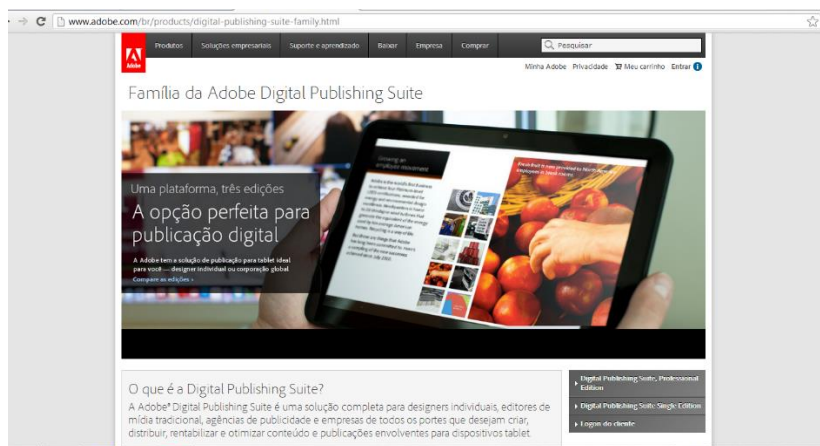 www.adobe.com/br/products/digital-publishing-suite-family.html
Produtos Soluções empresariais Suporte e aprendizado Baixar Empresa Comprar Pesquisar
Adobe
Minha Adobe Privacidade Meu carrinho Entrar
Família da Adobe Digital Publishing Suite
Uma plataforma, três edições
A opção perfeita para
publicação digital
A Adobe tem a solução de publicação para tablet ideal
para você — designer individual ou corporação global
Compare as edições »
Growing an
O que é a Digital Publishing Suite?
A Adobe® Digital Publishing Suite é uma solução completa para designers individuais, editores de
mídia tradicional, agências de publicidade e empresas de todos os portes que desejam criar,
distribuir, rentabilizar e otimizar conteúdo e publicações envolventes para dispositivos tablet
Digital Publishing Suite, Professional
Edition
Digital Publishing Suite Single Edition
Logon do cliente